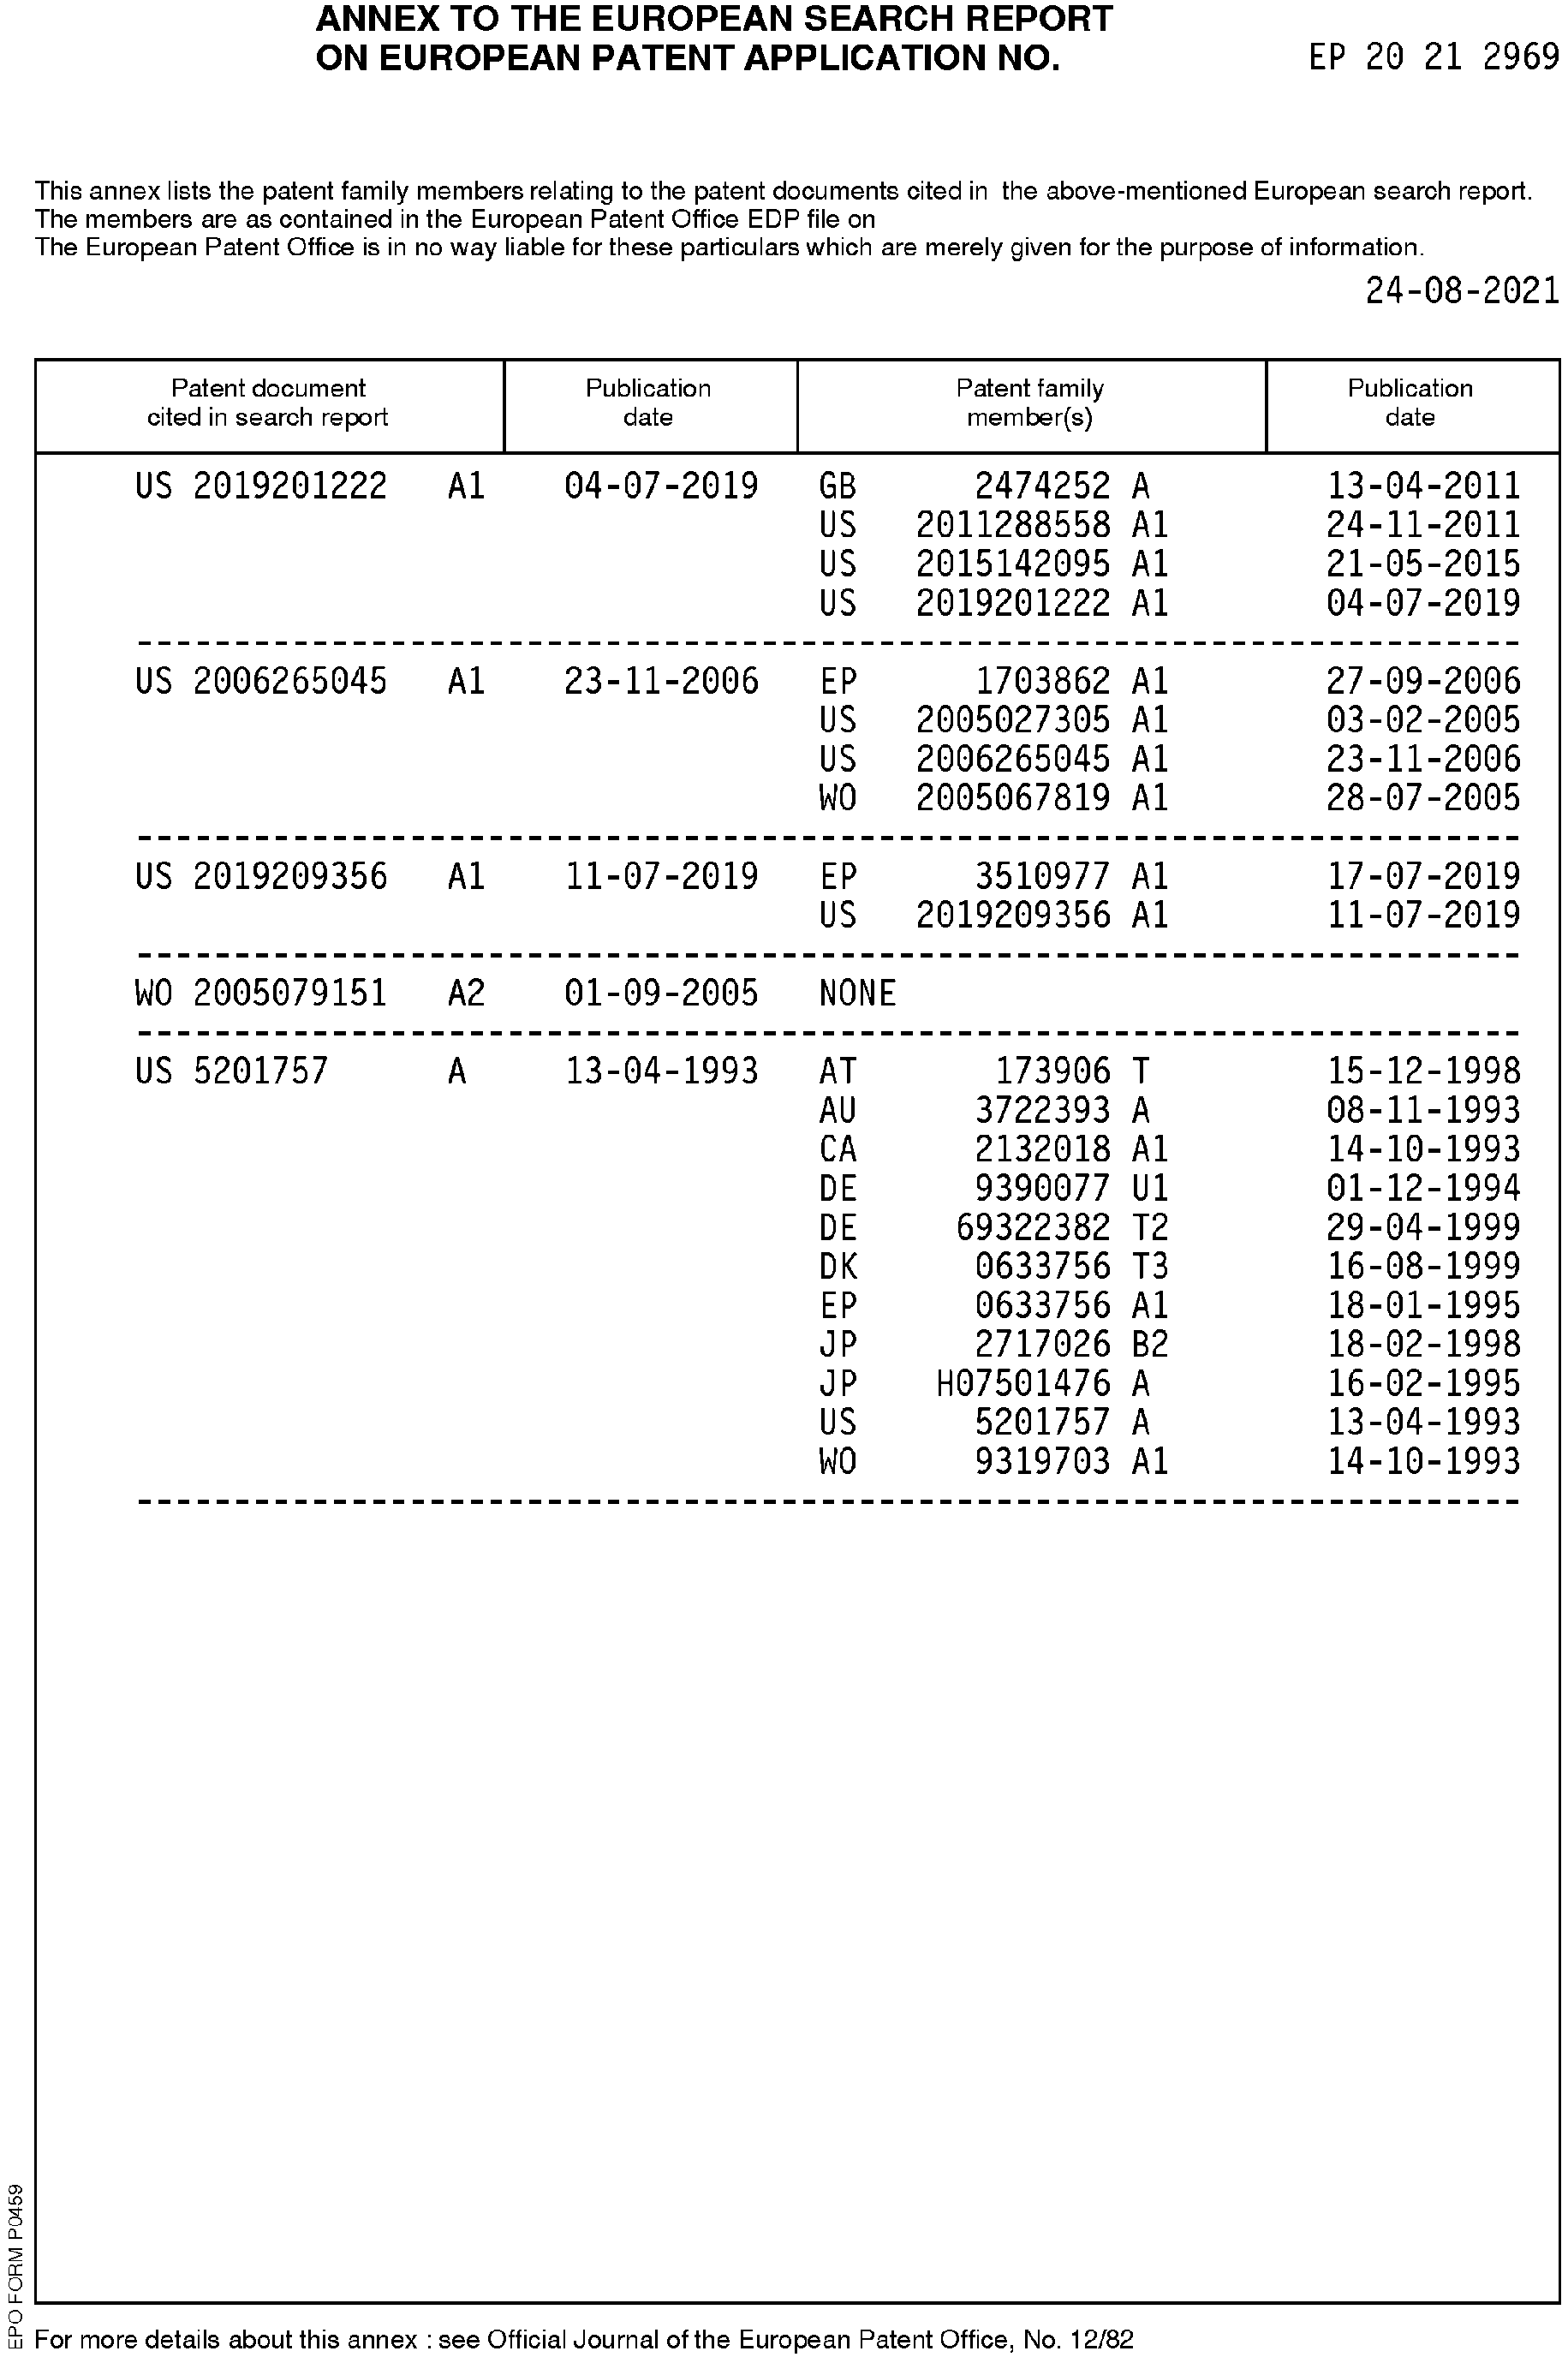 ANNEX TO THE EUROPEAN SEARCH REPORT
ON EUROPEAN PATENT APPLICATION NO. EP 20 21 2969
This annex lists the patent family members relating to the patent documents cited in the above-mentioned European search report.
The members are as contained in the European Patent Office EDP file on
The European Patent Office is in no way liable for these particulars which are merely given for the purpose of information.
24-08-2021
Patent document Publication Patent family Publication
cited in search report date member(s) date
US 2019201222 A1 04-07-2019 GB 2474252 A 13-04-2011
US 2011288558 A1 24-11-2011
US 2015142095 A1 21-05-2015
US 2019201222 A1 04-07-2019
US 2006265045 A1 23-11-2006 EP 1703862 A1 27-09-2006
US 2005027305 A1 03-02-2005
US 2006265045 A1 23-11-2006
WO 2005067819 A1 28-07-2005
US 2019209356 A1 11-07-2019 EP 3510977 A1 17-07-2019
US 2019209356 A1 11-07-2019
WO 2005079151 A2 01-09-2005 NONE
US 5201757 A 13-04-1993 AT 173906 T 15-12-1998
AU 3722393 A 08-11-1993
CA 2132018 A1 14-10-1993
DE 9390077 U1 01-12-1994
DE 69322382 T2 29-04-1999
DK 0633756 T3 16-08-1999
EP 0633756 A1 18-01-1995
JP 2717026 B2 18-02-1998
JP H07501476 A 16-02-1995
US 5201757 A 13-04-1993
WO 9319703 A1 14-10-1993
EPO FORM P0459
For more details about this annex : see Official Journal of the European Patent Office, No. 12/82